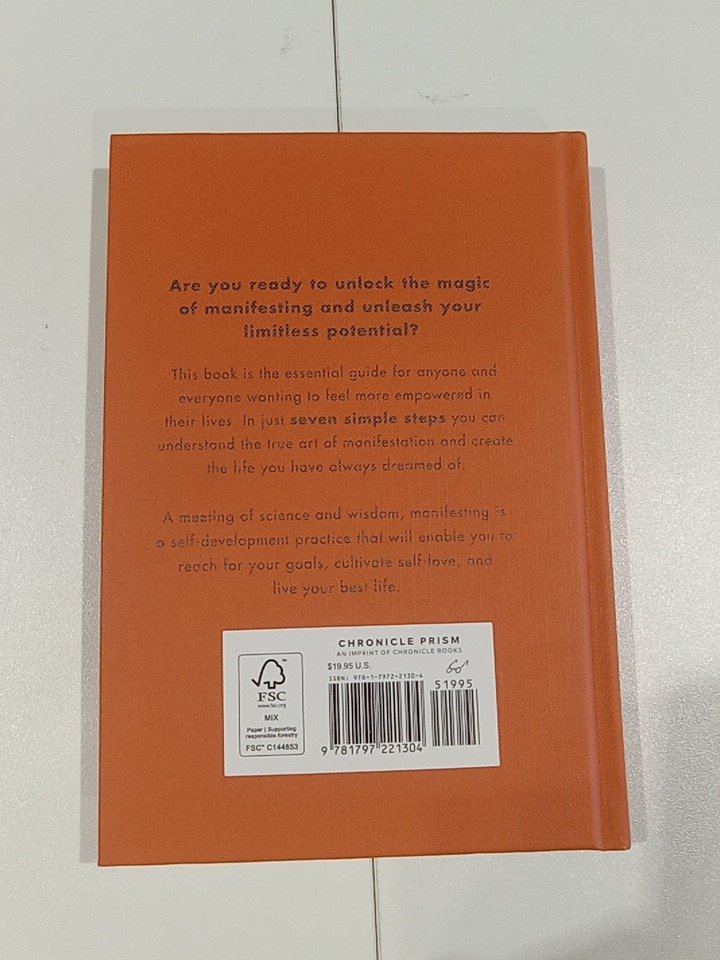 Are you ready to unlock the magic
of manifesting and unleash your
limitless potential?
This book is the essential guide for anyone and
everyone wanting to feel more empowered in
their lives. In just seven simple steps you can
understand the true art of manifestation and create
the life you have always dreamed of.
A meeting of science and wisdom, manifesting is
a self-development practice that will enable you to
reach for your goals, cultivate self-love, and
live your best life.
CHRONICLE PRISM
AN IMPRINT OF CHRONICLE BOOKS
$19.95 U.S.
ISBN: 978-1-7972-2130-4
51995
9 781797 221304
FSC
www.fsc.org
MIX
Paper | Supporting
responsible forestry
FSC® C144853